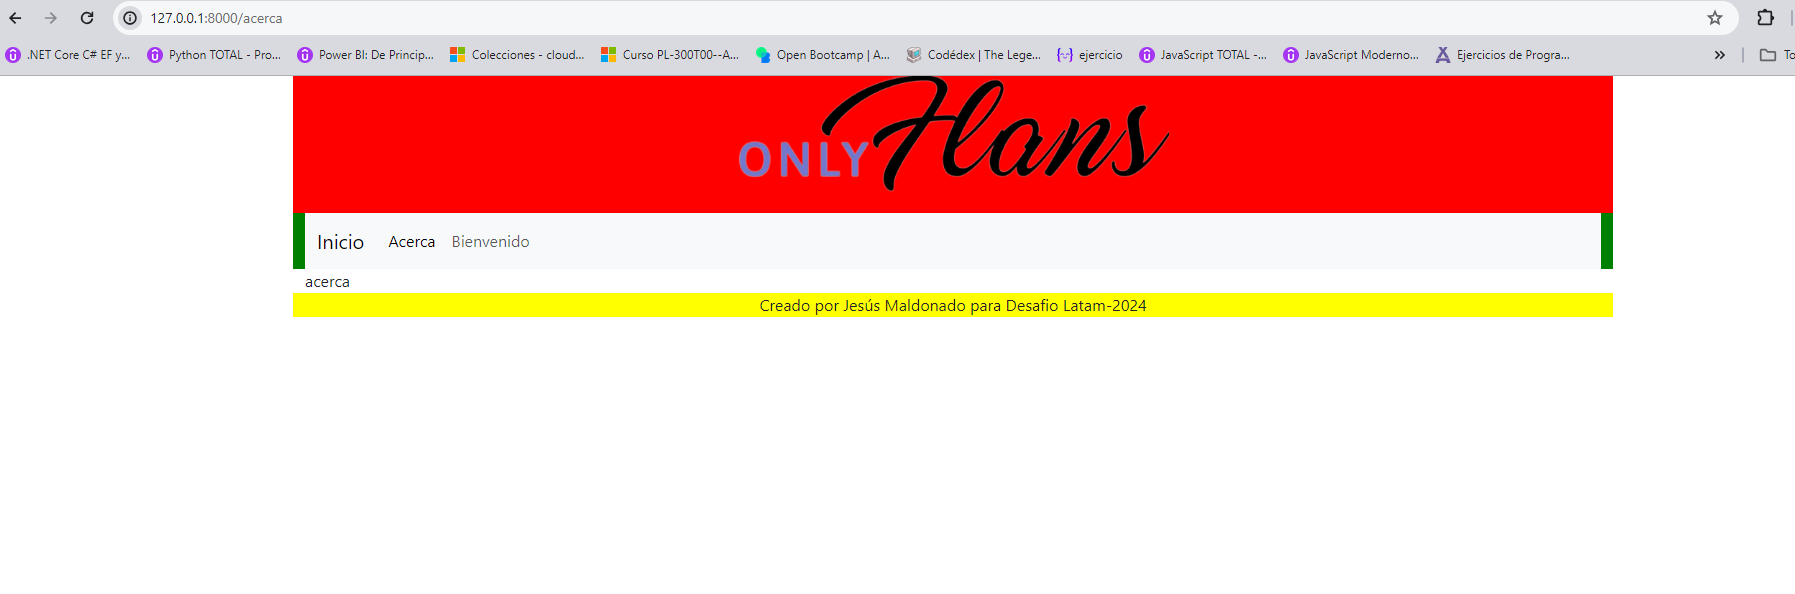 127.0.0.1:8000/acerca
.NET Core C# EF y... Python TOTAL - Pro... Power BI: De Princip... Colecciones - cloud... Curso PL-300T00--A... Open Bootcamp | A... Codédex | The Lege... ejercicio JavaScript TOTAL -... JavaScript Moderno... Ejercicios de Progra... » To
ONLY Flans
Inicio Acerca Bienvenido
acerca
Creado por Jesús Maldonado para Desafio Latam-2024